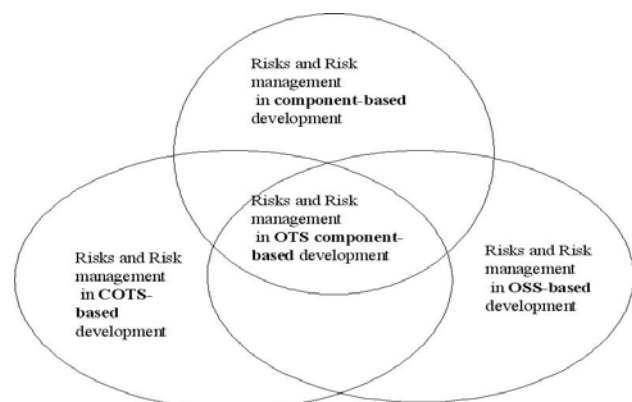 Risks and Risk
management
in component-based
development
Risks and Risk
management
in OTS component-
based development
Risks and Risk
management
in COTS-
based
development
Risks and Risk
management
in OSS-based
development